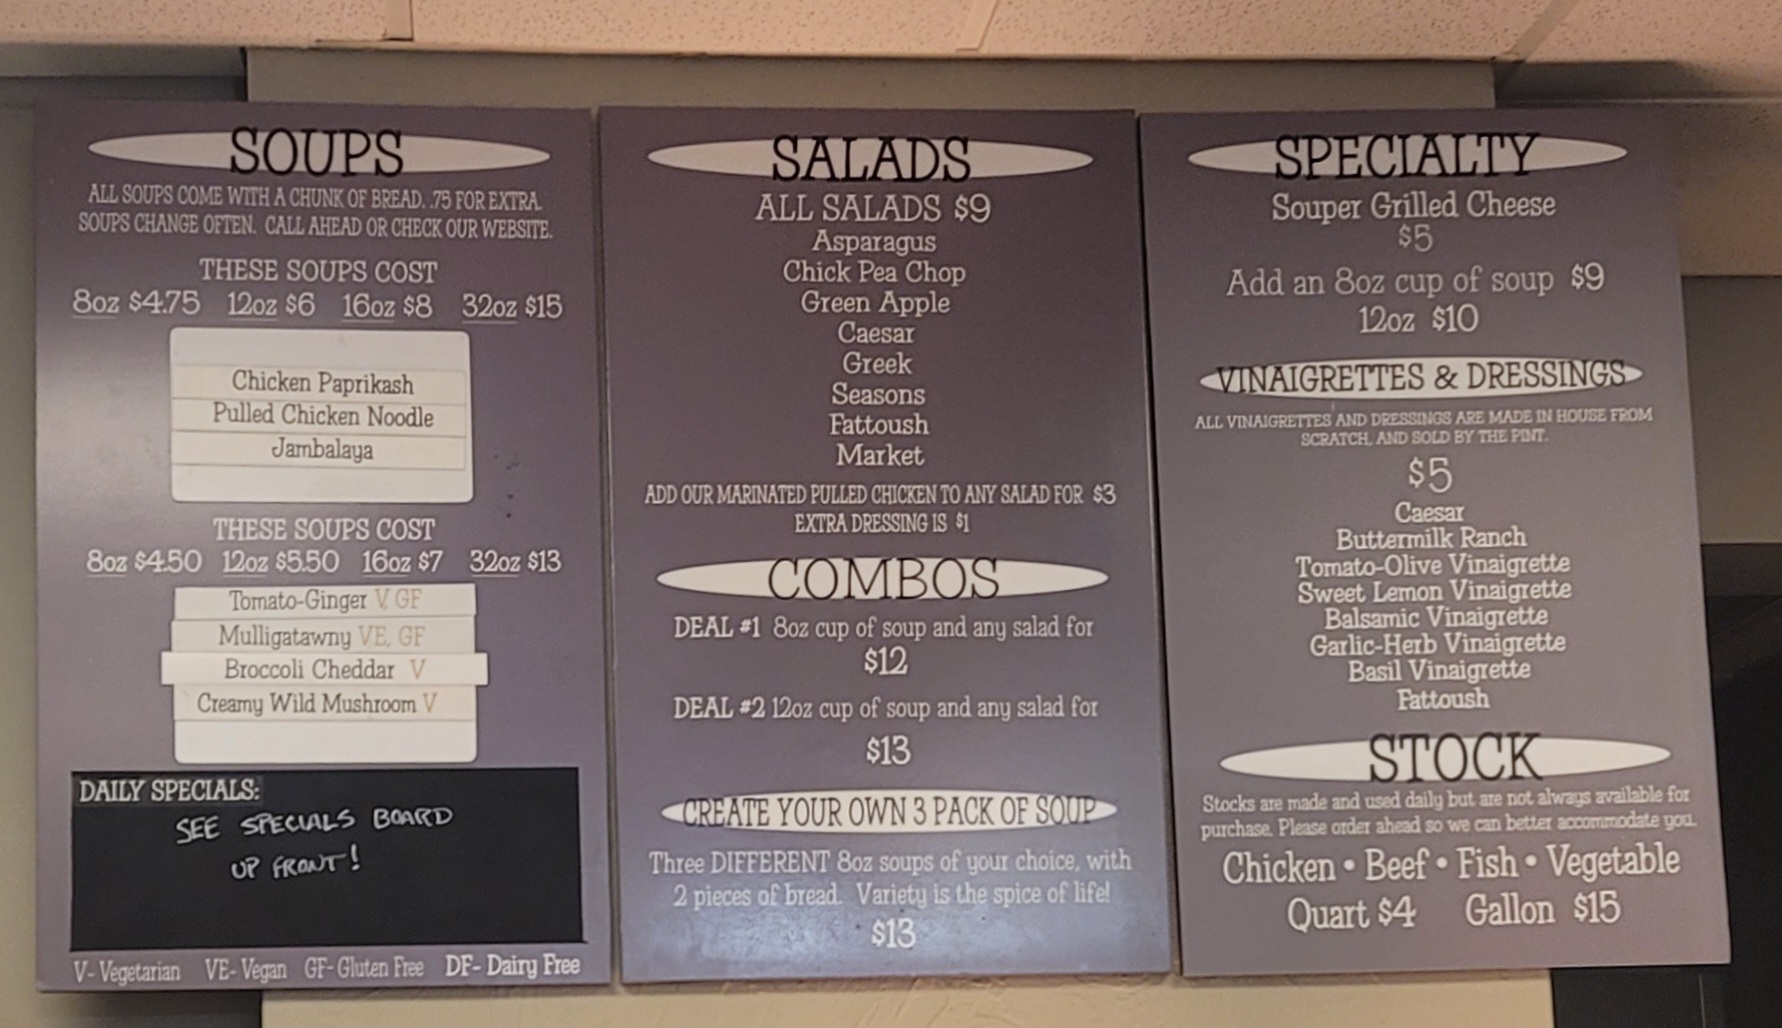 SOUPS
ALL SOUPS COME WITH A CHUNK OF BREAD. .75 FOR EXTRA.
SOUPS CHANGE OFTEN. CALL AHEAD OR CHECK OUR WEBSITE.
THESE SOUPS COST
8oz $4.75 12oz $6 16oz $8 32oz $15
Chicken Paprikash
Pulled Chicken Noodle
Jambalaya
THESE SOUPS COST
8oz $4.50 12oz $5.50 16oz $7 32oz $13
Tomato-Ginger V, GF
Mulligatawny VE, GF
Broccoli Cheddar V
Creamy Wild Mushroom V
DAILY SPECIALS:
SEE SPECIALS BOARD
UP FRONT!
V- Vegetarian VE- Vegan GF- Gluten Free DF- Dairy Free
SALADS
ALL SALADS $9
Asparagus
Chick Pea Chop
Green Apple
Caesar
Greek
Seasons
Fattoush
Market
ADD OUR MARINATED PULLED CHICKEN TO ANY SALAD FOR $3
EXTRA DRESSING IS $1
COMBOS
DEAL #1 8oz cup of soup and any salad for
$12
DEAL #2 12oz cup of soup and any salad for
$13
CREATE YOUR OWN 3 PACK OF SOUP
Three DIFFERENT 8oz soups of your choice, with
2 pieces of bread. Variety is the spice of life!
$13
SPECIALTY
Souper Grilled Cheese
$5
Add an 8oz cup of soup $9
12oz $10
VINAIGRETTES & DRESSINGS
ALL VINAIGRETTES AND DRESSINGS ARE MADE IN HOUSE FROM
SCRATCH, AND SOLD BY THE PINT.
$5
Caesar
Buttermilk Ranch
Tomato-Olive Vinaigrette
Sweet Lemon Vinaigrette
Balsamic Vinaigrette
Garlic-Herb Vinaigrette
Basil Vinaigrette
Fattoush
STOCK
Stocks are made and used daily but are not always available for
purchase. Please order ahead so we can better accommodate you.
Chicken • Beef • Fish • Vegetable
Quart $4 Gallon $15